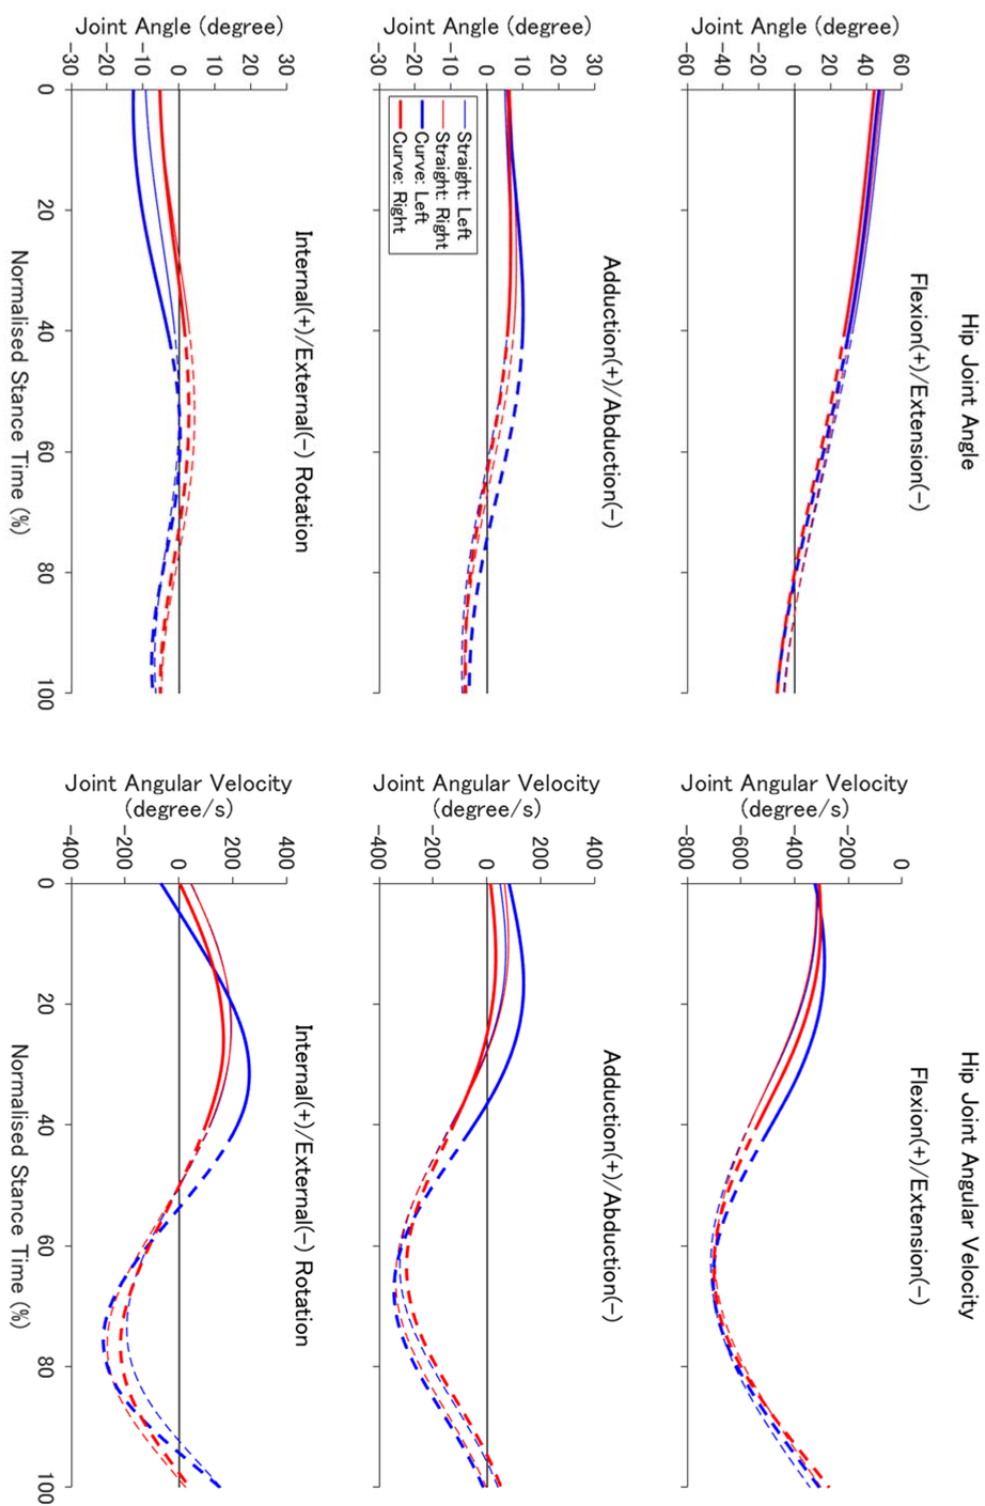 Hip Joint Angle
Flexion(+)/Extension(-)
Joint Angle (degree)
60
40
20
0
-20
-40
-60
Adduction(+)/Abduction(-)
Joint Angle (degree)
30
20
10
0
-10
-20
-30
Straight: Left
Straight: Right
Curve: Left
Curve: Right
Internal(+)/External(-) Rotation
Joint Angle (degree)
30
20
10
0
-10
-20
-30
0 20 40 60 80 100
Normalised Stance Time (%)
Hip Joint Angular Velocity
Flexion(+)/Extension(-)
Joint Angular Velocity
(degree/s)
0
-200
-400
-600
-800
Adduction(+)/Abduction(-)
Joint Angular Velocity
(degree/s)
400
200
0
-200
-400
Internal(+)/External(-) Rotation
Joint Angular Velocity
(degree/s)
400
200
0
-200
-400
0 20 40 60 80 100
Normalised Stance Time (%)